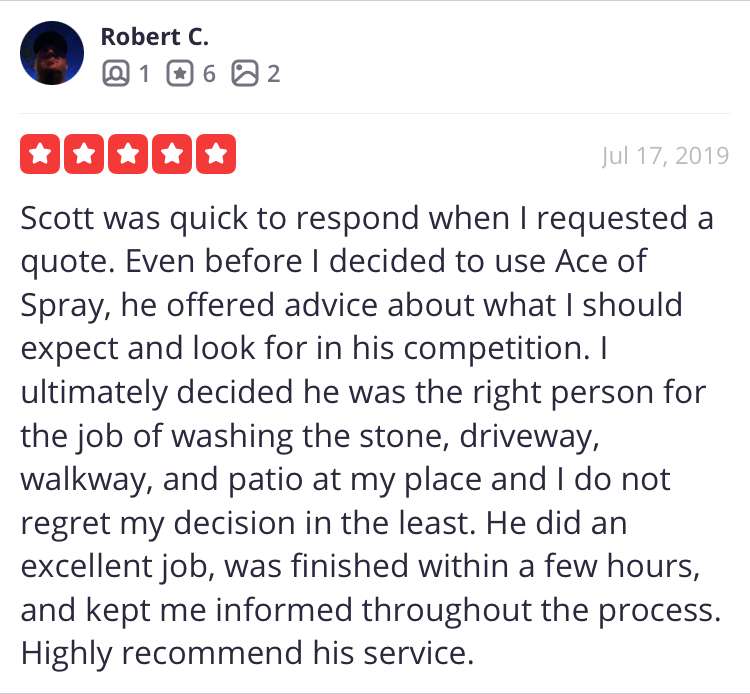 Robert C.
1 6 2
Jul 17, 2019
Scott was quick to respond when I requested a
quote. Even before I decided to use Ace of
Spray, he offered advice about what I should
expect and look for in his competition. I
ultimately decided he was the right person for
the job of washing the stone, driveway,
walkway, and patio at my place and I do not
regret my decision in the least. He did an
excellent job, was finished within a few hours,
and kept me informed throughout the process.
Highly recommend his service.